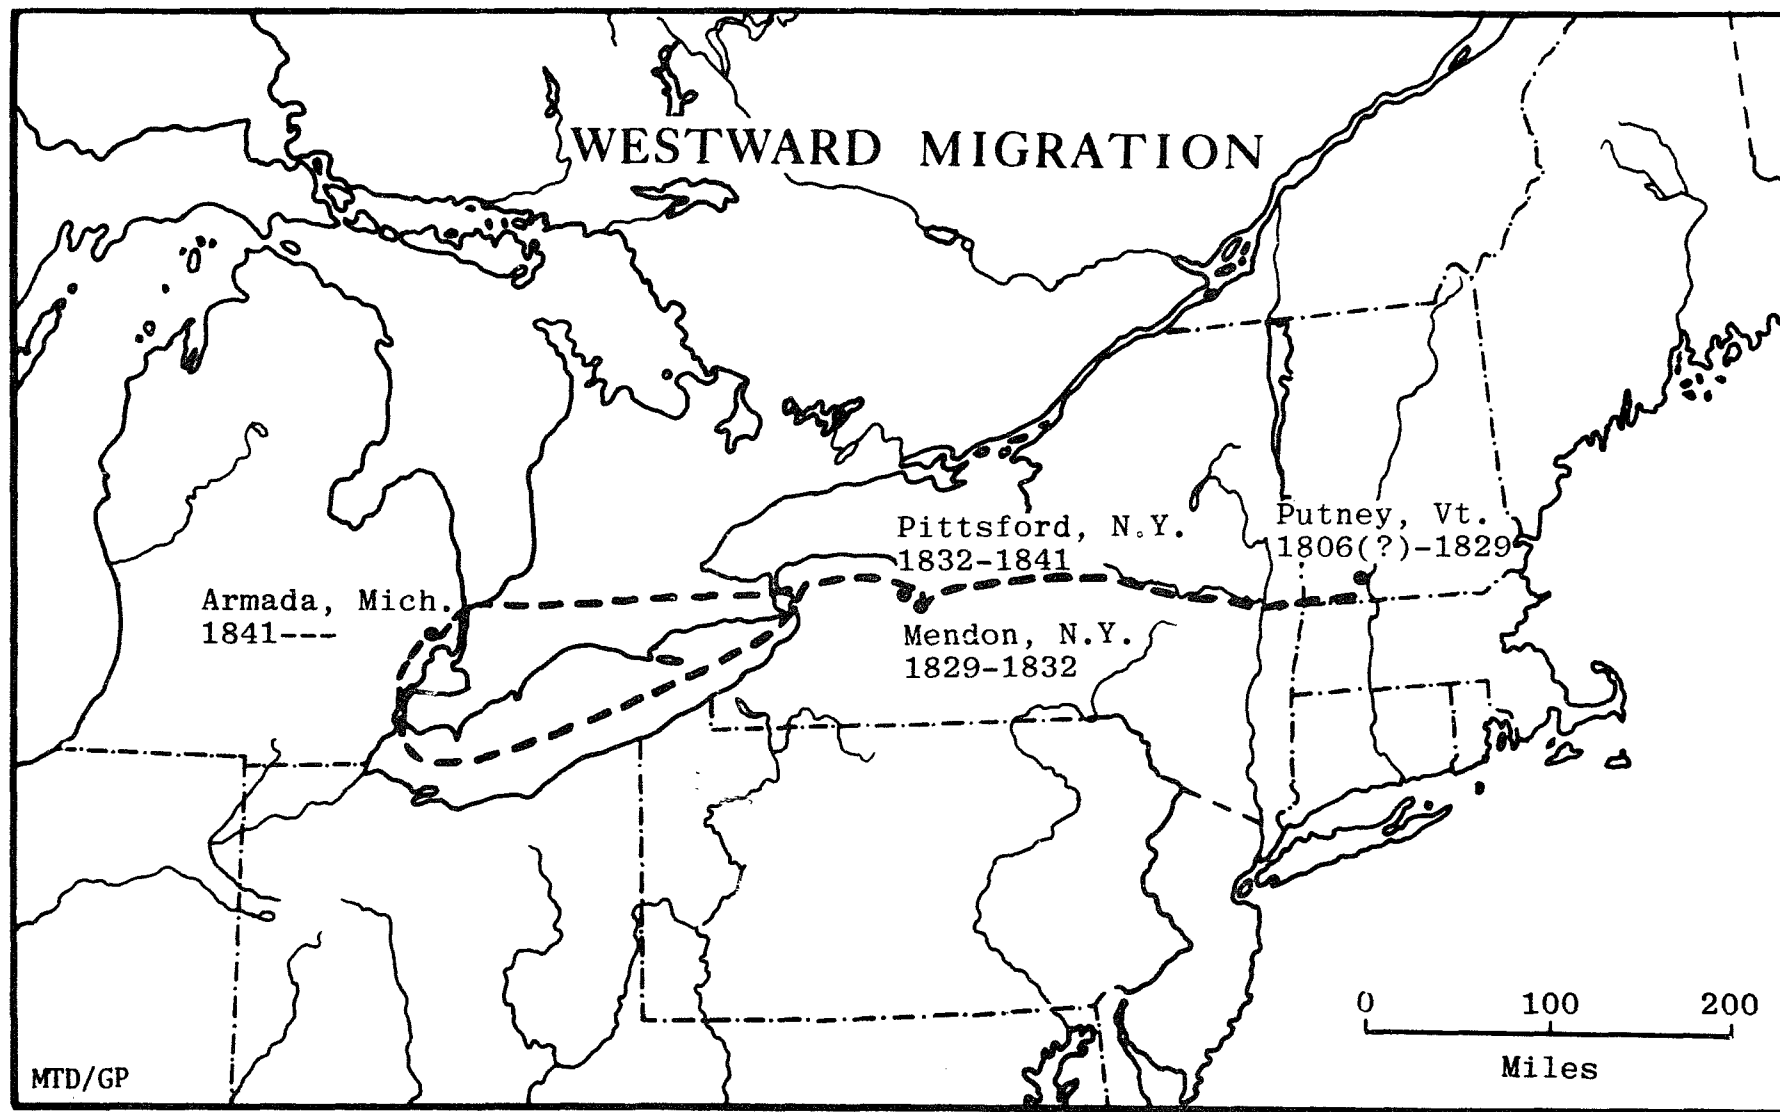 WESTWARD MIGRATION
Pittsford, N.Y.
1832-1841
Putney, Vt.
1806(?)-1829
Armada, Mich.
1841---
Mendon, N.Y.
1829-1832
0 100 200
Miles
MTD/GP